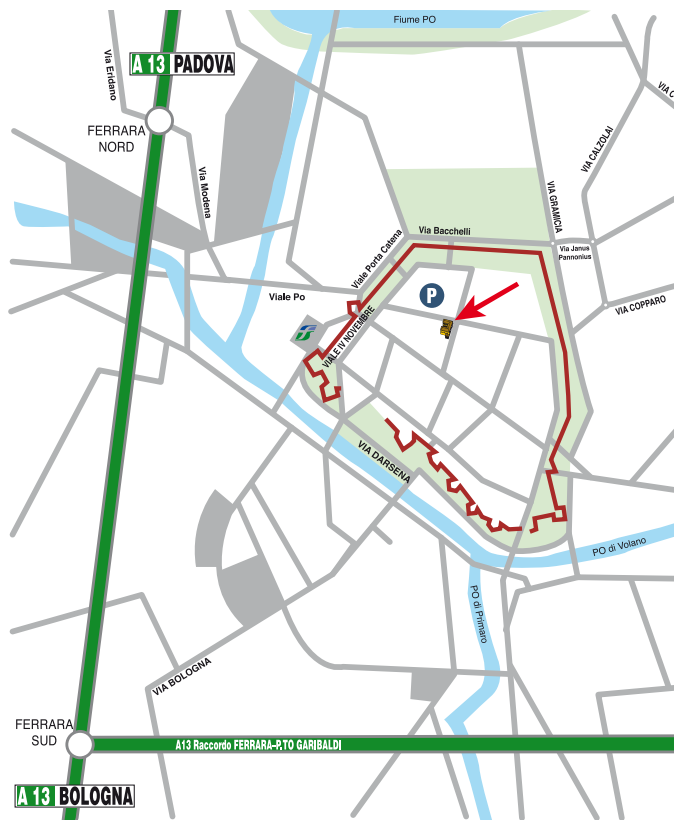 Fiume PO
Via Eridano
A 13 PADOVA
VIA C
FERRARA
NORD
VIA CALZOLAI
Via Modena
VIA GRAMICIA
Via Bacchelli
Viale Porta Catena
Via Janus
Pannonius
Viale Po
P
VIA COPPARO
VIALE IV NOVEMBRE
VIA DARSENA
PO di Volano
PO di Primaro
VIA BOLOGNA
FERRARA
SUD
A13 Raccordo FERRARA-P.TO GARIBALDI
A 13 BOLOGNA